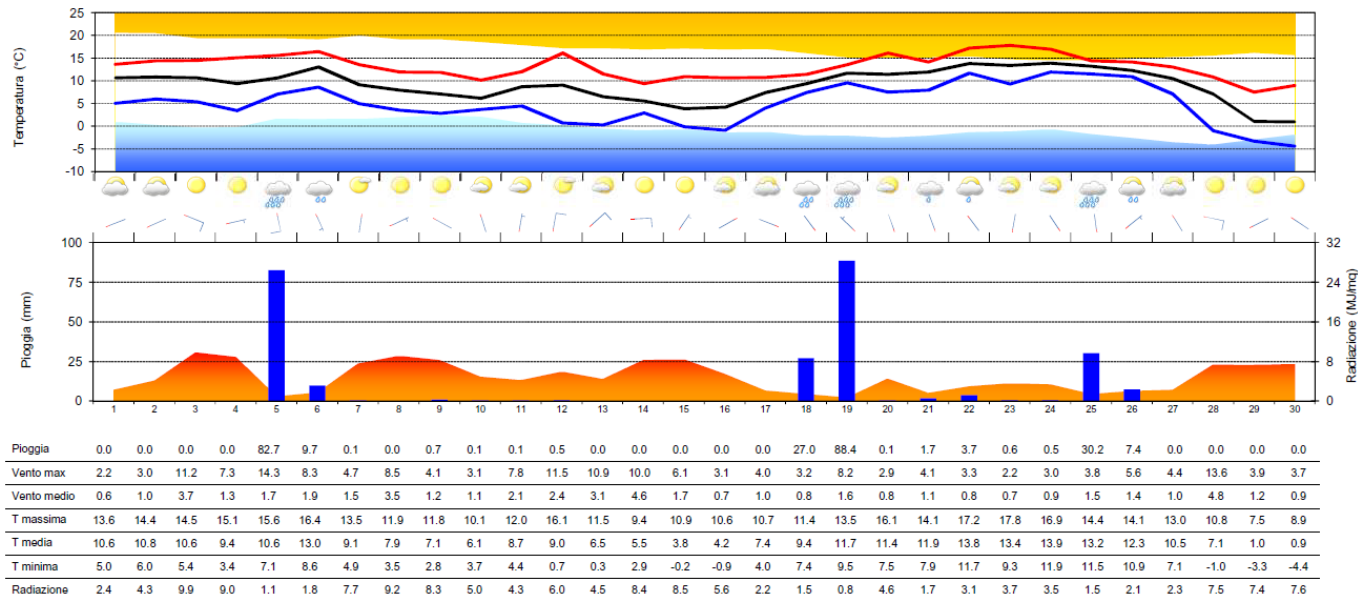 Temperatura (°C)
25
20
15
10
5
0
-5
-10
Pioggia (mm)
100
75
50
25
0
32
24
16
8
0
Radiazione (MJ/mq)
1 2 3 4 5 6 7 8 9 10 11 12 13 14 15 16 17 18 19 20 21 22 23 24 25 26 27 28 29 30
Pioggia 0.0 0.0 0.0 0.0 82.7 9.7 0.1 0.0 0.7 0.1 0.1 0.5 0.0 0.0 0.0 0.0 0.0 27.0 88.4 0.1 1.7 3.7 0.6 0.5 30.2 7.4 0.0 0.0 0.0 0.0
Vento max 2.2 3.0 11.2 7.3 14.3 8.3 4.7 8.5 4.1 3.1 7.8 11.5 10.9 10.0 6.1 3.1 4.0 3.2 8.2 2.9 4.1 3.3 2.2 3.0 3.8 5.6 4.4 13.6 3.9 3.7
Vento medio 0.6 1.0 3.7 1.3 1.7 1.9 1.5 3.5 1.2 1.1 2.1 2.4 3.1 4.6 1.7 0.7 1.0 0.8 1.6 0.8 1.1 0.8 0.7 0.9 1.5 1.4 1.0 4.8 1.2 0.9
T massima 13.6 14.4 14.5 15.1 15.6 16.4 13.5 11.9 11.8 10.1 12.0 16.1 11.5 9.4 10.9 10.6 10.7 11.4 13.5 16.1 14.1 17.2 17.8 16.9 14.4 14.1 13.0 10.8 7.5 8.9
T media 10.6 10.8 10.6 9.4 10.6 13.0 9.1 7.9 7.1 6.1 8.7 9.0 6.5 5.5 3.8 4.2 7.4 9.4 11.7 11.4 11.9 13.8 13.4 13.9 13.2 12.3 10.5 7.1 1.0 0.9
T minima 5.0 6.0 5.4 3.4 7.1 8.6 4.9 3.5 2.8 3.7 4.4 0.7 0.3 2.9 -0.2 -0.9 4.0 7.4 9.5 7.5 7.9 11.7 9.3 11.9 11.5 10.9 7.1 -1.0 -3.3 -4.4
Radiazione 2.4 4.3 9.9 9.0 1.1 1.8 7.7 9.2 8.3 5.0 4.3 6.0 4.5 8.4 8.5 5.6 2.2 1.5 0.8 4.6 1.7 3.1 3.7 3.5 1.5 2.1 2.3 7.5 7.4 7.6